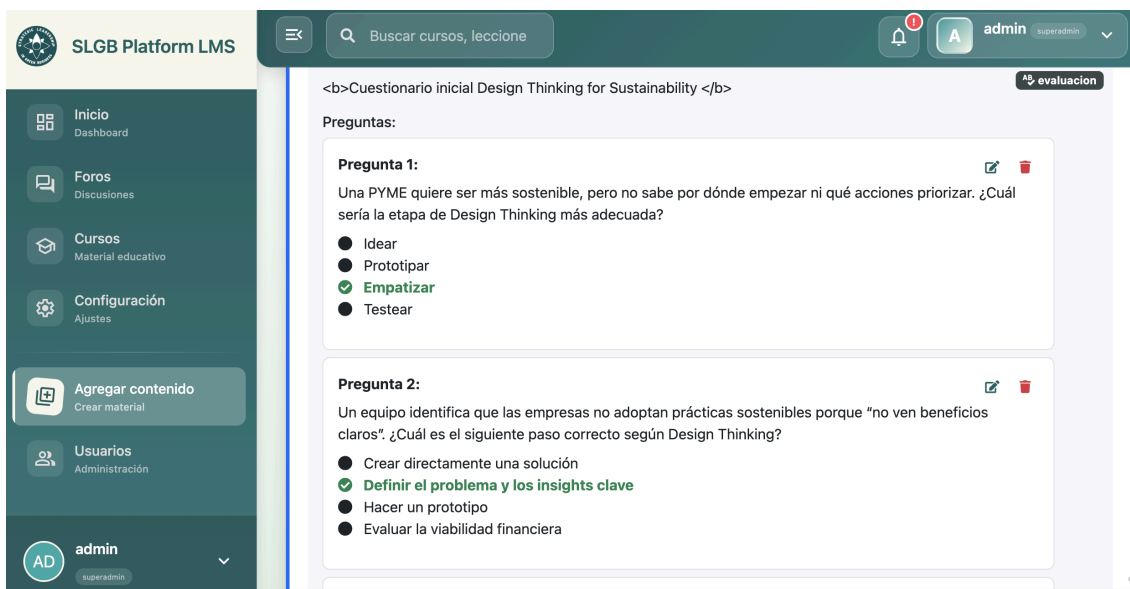 SLGB Platform LMS
Buscar cursos, leccione
!
A
admin superadmin
Inicio
Dashboard
Foros
Discusiones
Cursos
Material educativo
Configuración
Ajustes
Agregar contenido
Crear material
Usuarios
Administración
AD
admin
superadmin
<b>Cuestionario inicial Design Thinking for Sustainability </b>
evaluacion
Preguntas:
Pregunta 1:
Una PYME quiere ser más sostenible, pero no sabe por dónde empezar ni qué acciones priorizar. ¿Cuál
sería la etapa de Design Thinking más adecuada?
Idear
Prototipar
Empatizar
Testear
Pregunta 2:
Un equipo identifica que las empresas no adoptan prácticas sostenibles porque “no ven beneficios
claros”. ¿Cuál es el siguiente paso correcto según Design Thinking?
Crear directamente una solución
Definir el problema y los insights clave
Hacer un prototipo
Evaluar la viabilidad financiera